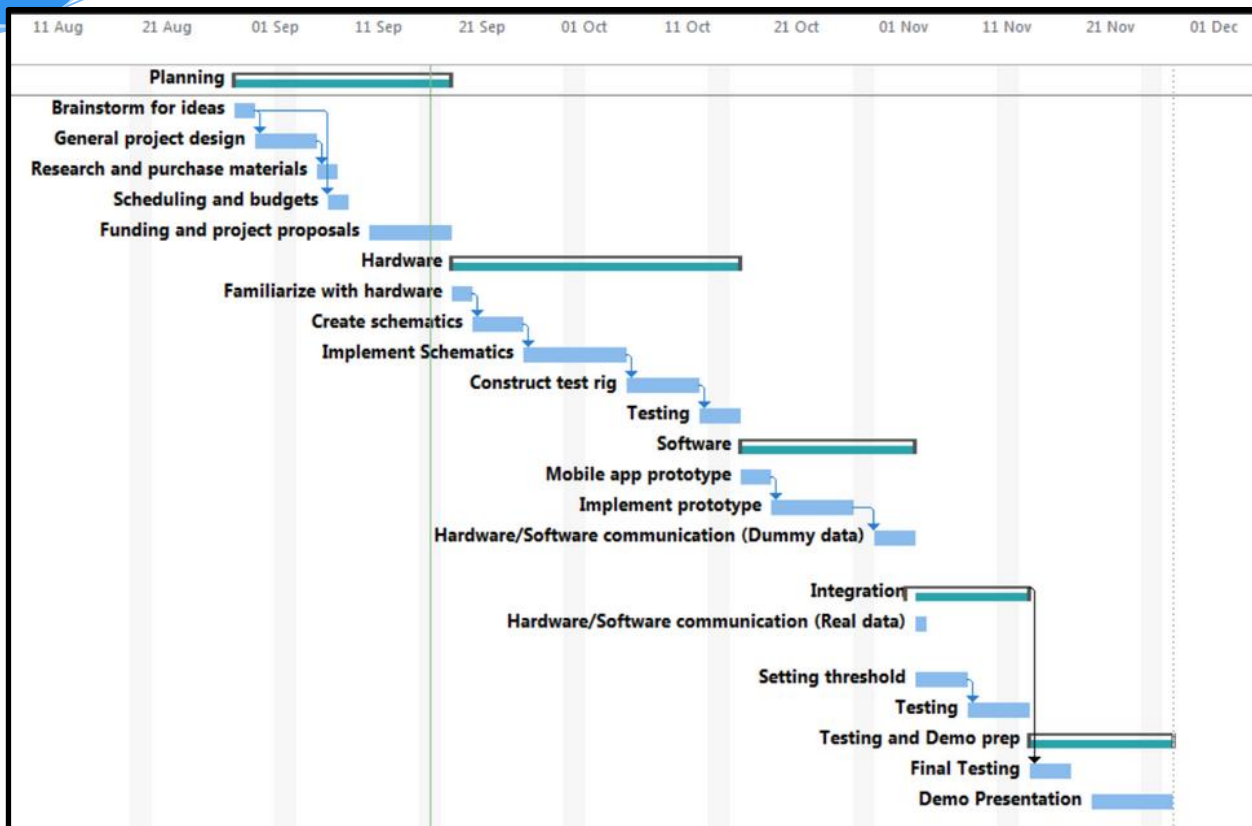 11 Aug 21 Aug 01 Sep 11 Sep 21 Sep 01 Oct 11 Oct 21 Oct 01 Nov 11 Nov 21 Nov 01 Dec
Planning
Brainstorm for ideas
General project design
Research and purchase materials
Scheduling and budgets
Funding and project proposals
Hardware
Familiarize with hardware
Create schematics
Implement Schematics
Construct test rig
Testing
Software
Mobile app prototype
Implement prototype
Hardware/Software communication (Dummy data)
Integration
Hardware/Software communication (Real data)
Setting threshold
Testing
Testing and Demo prep
Final Testing
Demo Presentation